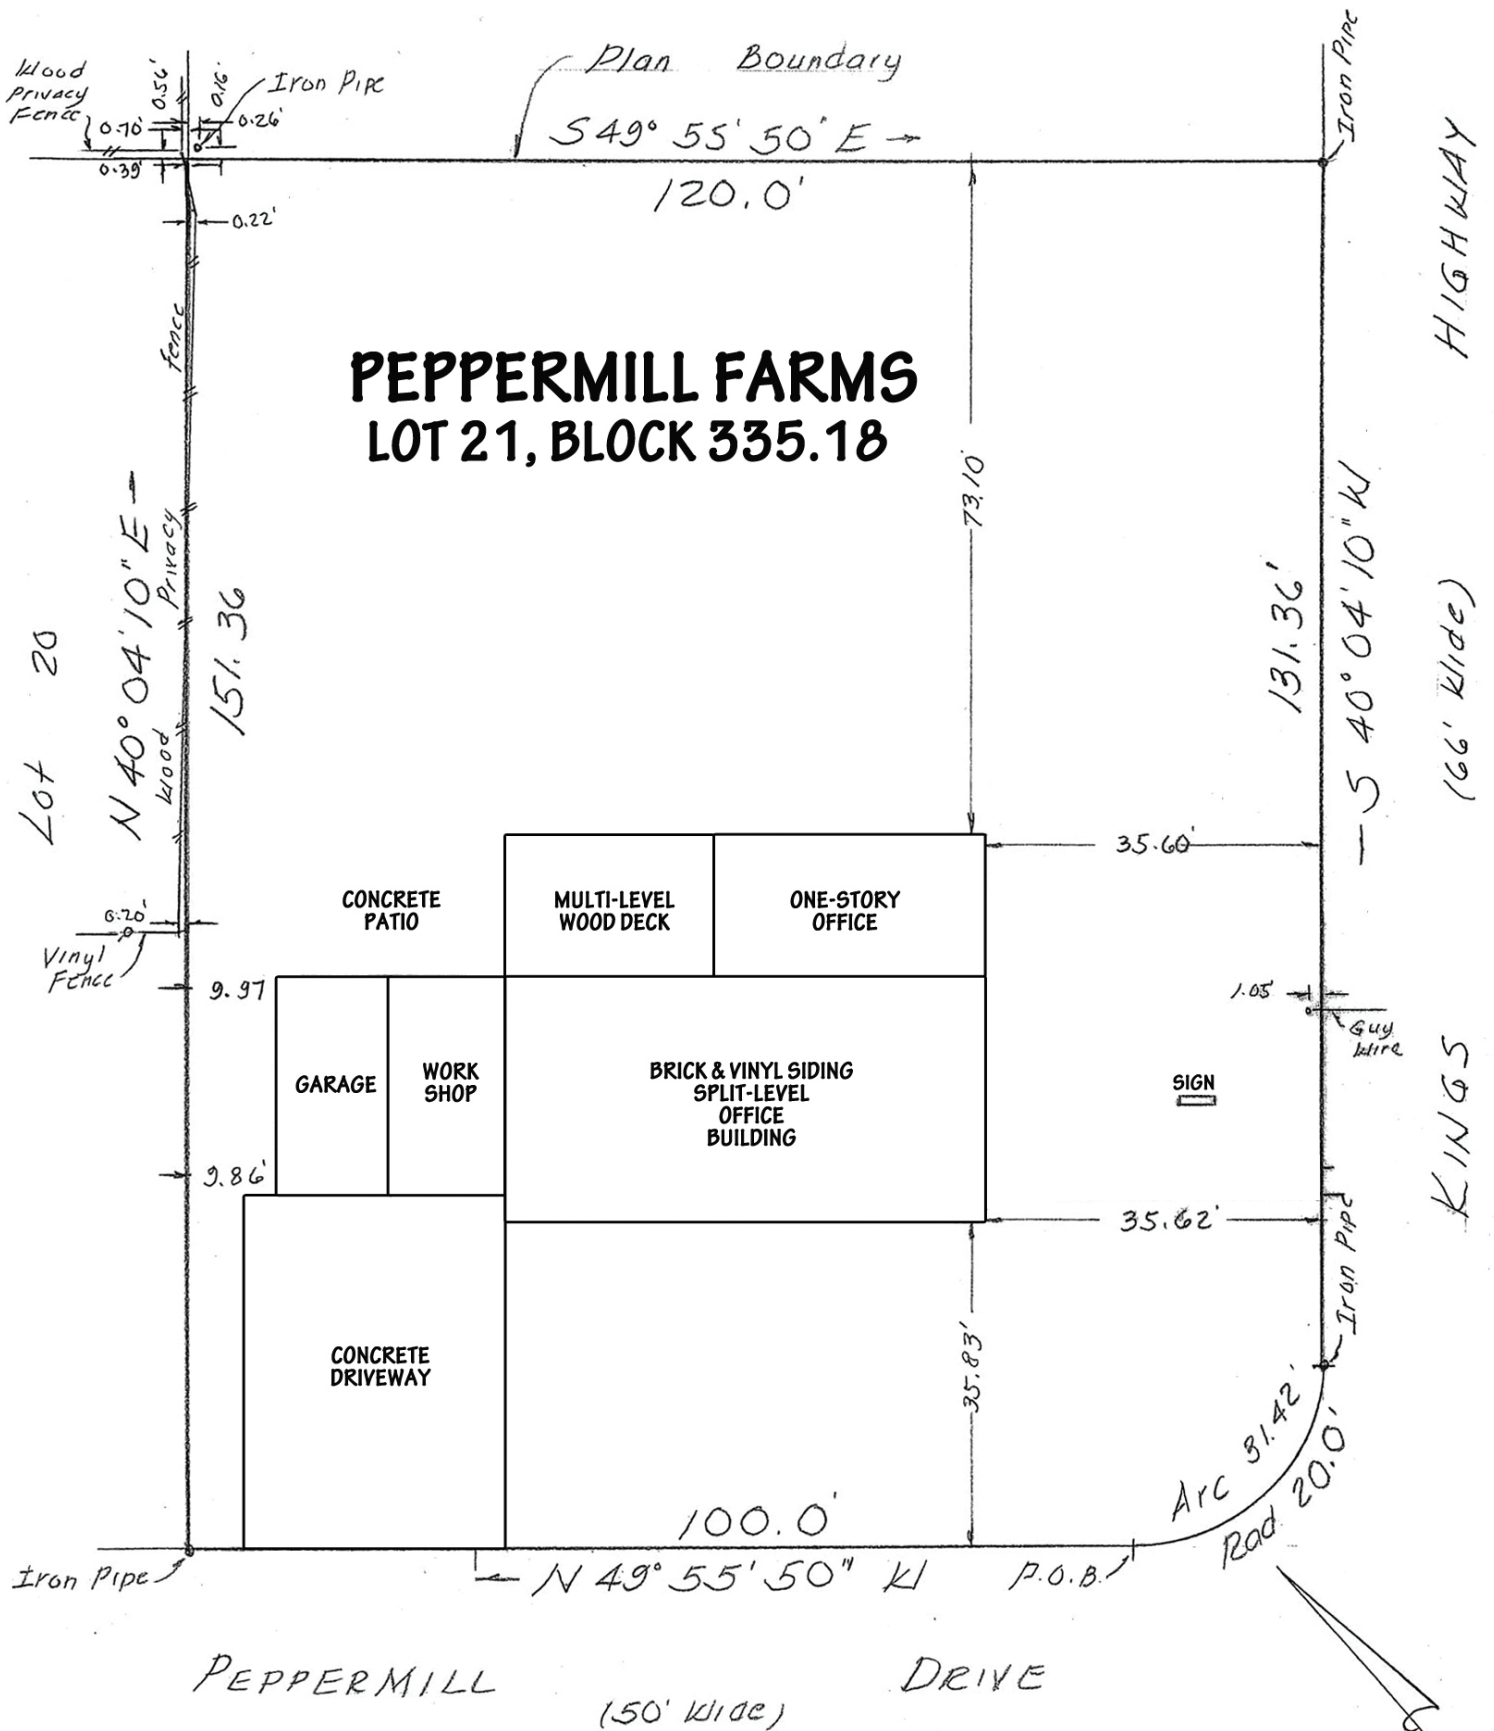 Plan Boundary
Wood
Privacy
Fence
0.56'
0.16'
Iron Pipe
0.70'
0.26'
0.39'
0.22'
S 49° 55' 50" E
120.0'
Iron Pipe
HIGHWAY
Fence
PEPPERMILL FARMS
LOT 21, BLOCK 335.18
73.10'
N 40° 04' 10" E
Privacy
Wood
151.36
131.36'
S 40° 04' 10" W
(66' Wide)
Lot 20
35.60'
CONCRETE
PATIO
MULTI-LEVEL
WOOD DECK
ONE-STORY
OFFICE
0.20'
Vinyl
Fence
9.97
1.05'
Guy
Wire
KINGS
GARAGE
WORK
SHOP
BRICK & VINYL SIDING
SPLIT-LEVEL
OFFICE
BUILDING
SIGN
9.86'
35.62'
Iron Pipe
CONCRETE
DRIVEWAY
35.83'
Arc 31.42'
Rad. 20.0'
100.0'
Iron Pipe
N 49° 55' 50" W
P.O.B.
PEPPERMILL DRIVE
(50' Wide)